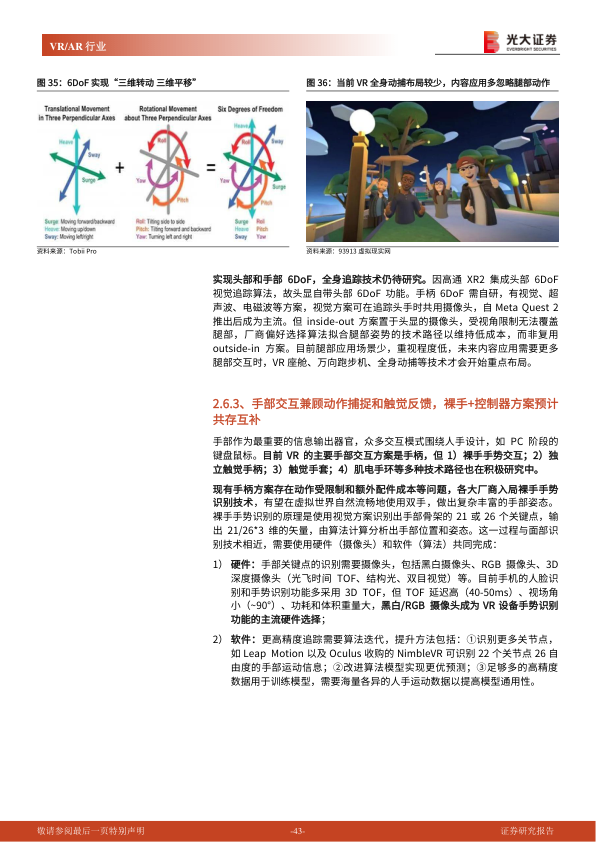 VR/AR 行业
光大证券
EVERBRIGHT SECURITIES
图 35：6DoF 实现“三维转动 三维平移”
图 36：当前 VR 全身动捕布局较少，内容应用多忽略腿部动作
Translational Movement
in Three Perpendicular Axes
Rotational Movement
about Three Perpendicular Axes
Six Degrees of Freedom
Heave
Sway
Surge
Roll
Yaw
Pitch
Heave
Roll
Sway
Yaw
Surge
Pitch
+
=
Surge: Moving forward/backward
Heave: Moving up/down
Sway: Moving left/right
Roll: Tilting side to side
Pitch: Tilting forward and backward
Yaw: Turning left and right
Surge Roll
Heave Pitch
Sway Yaw
资料来源：Tobii Pro
资料来源：93913 虚拟现实网
实现头部和手部 6DoF，全身追踪技术仍待研究。因高通 XR2 集成头部 6DoF
视觉追踪算法，故头显自带头部 6DoF 功能。手柄 6DoF 需自研，有视觉、超
声波、电磁波等方案，视觉方案可在追踪头手时共用摄像头，自 Meta Quest 2
推出后成为主流。但 inside-out 方案置于头显的摄像头，受视角限制无法覆盖
腿部，厂商偏好选择算法拟合腿部姿势的技术路径以维持低成本，而非复用
outside-in 方案。目前腿部应用场景少，重视程度低，未来内容应用需要更多
腿部交互时，VR 座舱、万向跑步机、全身动捕等技术才会开始重点布局。
2.6.3、手部交互兼顾动作捕捉和触觉反馈，裸手+控制器方案预计
共存互补
手部作为最重要的信息输出器官，众多交互模式围绕人手设计，如 PC 阶段的
键盘鼠标。目前 VR 的主要手部交互方案是手柄，但 1）裸手手势交互；2）独
立触觉手柄；3）触觉手套；4）肌电手环等多种技术路径也在积极研究中。
现有手柄方案存在动作受限制和额外配件成本等问题，各大厂商入局裸手手势
识别技术，有望在虚拟世界自然流畅地使用双手，做出复杂丰富的手部姿态。
裸手手势识别的原理是使用视觉方案识别出手部骨架的 21 或 26 个关键点，输
出 21/26*3 维的矢量，由算法计算分析出手部位置和姿态。这一过程与面部识
别技术相近，需要使用硬件（摄像头）和软件（算法）共同完成：
1） 硬件：手部关键点的识别需要摄像头，包括黑白摄像头、RGB 摄像头、3D
深度摄像头（光飞时间 TOF、结构光、双目视觉）等。目前手机的人脸识
别和手势识别功能多采用 3D TOF，但 TOF 延迟高（40-50ms）、视场角
小（~90°）、功耗和体积重量大，黑白/RGB 摄像头成为 VR 设备手势识别
功能的主流硬件选择；
2） 软件：更高精度追踪需要算法迭代，提升方法包括：①识别更多关节点，
如 Leap Motion 以及 Oculus 收购的 NimbleVR 可识别 22 个关节点 26 自
由度的手部运动信息；②改进算法模型实现更优预测；③足够多的高精度
数据用于训练模型，需要海量各异的人手运动数据以提高模型通用性。
敬请参阅最后一页特别声明
-43-
证券研究报告